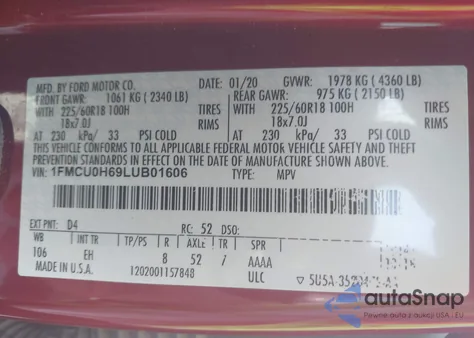 MFD. BY FORD MOTOR CO.
DATE: 01/20 GVWR: 1978 KG (4360 LB)
FRONT GAWR: 1061 KG (2340 LB) REAR GAWR: 975 KG (2150 LB)
WITH 225/60R18 100H TIRES WITH 225/60R18 100H TIRES
18x7.0J RIMS 18x7.0J RIMS
AT 230 kPa/ 33 PSI COLD AT 230 kPa/ 33 PSI COLD
THIS VEHICLE CONFORMS TO ALL APPLICABLE FEDERAL MOTOR VEHICLE SAFETY AND
THEFT PREVENTION STANDARDS IN EFFECT ON THE DATE OF MANUFACTURE SHOWN ABOVE.
VIN: 1FMCU0H69LUB01606 TYPE: MPV
EXT PNT: D4 RC: 52 DSO:
WB INT TR TP/PS R AXLE TR SPR
106 EH 8 52 / AAAA
MADE IN U.S.A. 1202001157848 ULC
autoSnap
Pewne auto z aukcji USA i EU